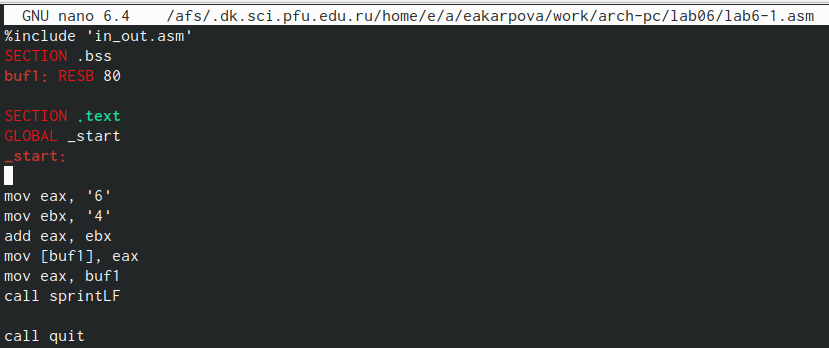 GNU nano 6.4 /afs/.dk.sci.pfu.edu.ru/home/e/a/eakarpova/work/arch-pc/lab06/lab6-1.asm
%include 'in_out.asm'
SECTION .bss
buf1: RESB 80
SECTION .text
GLOBAL _start
_start:
mov eax, '6'
mov ebx, '4'
add eax, ebx
mov [buf1], eax
mov eax, buf1
call sprintLF
call quit